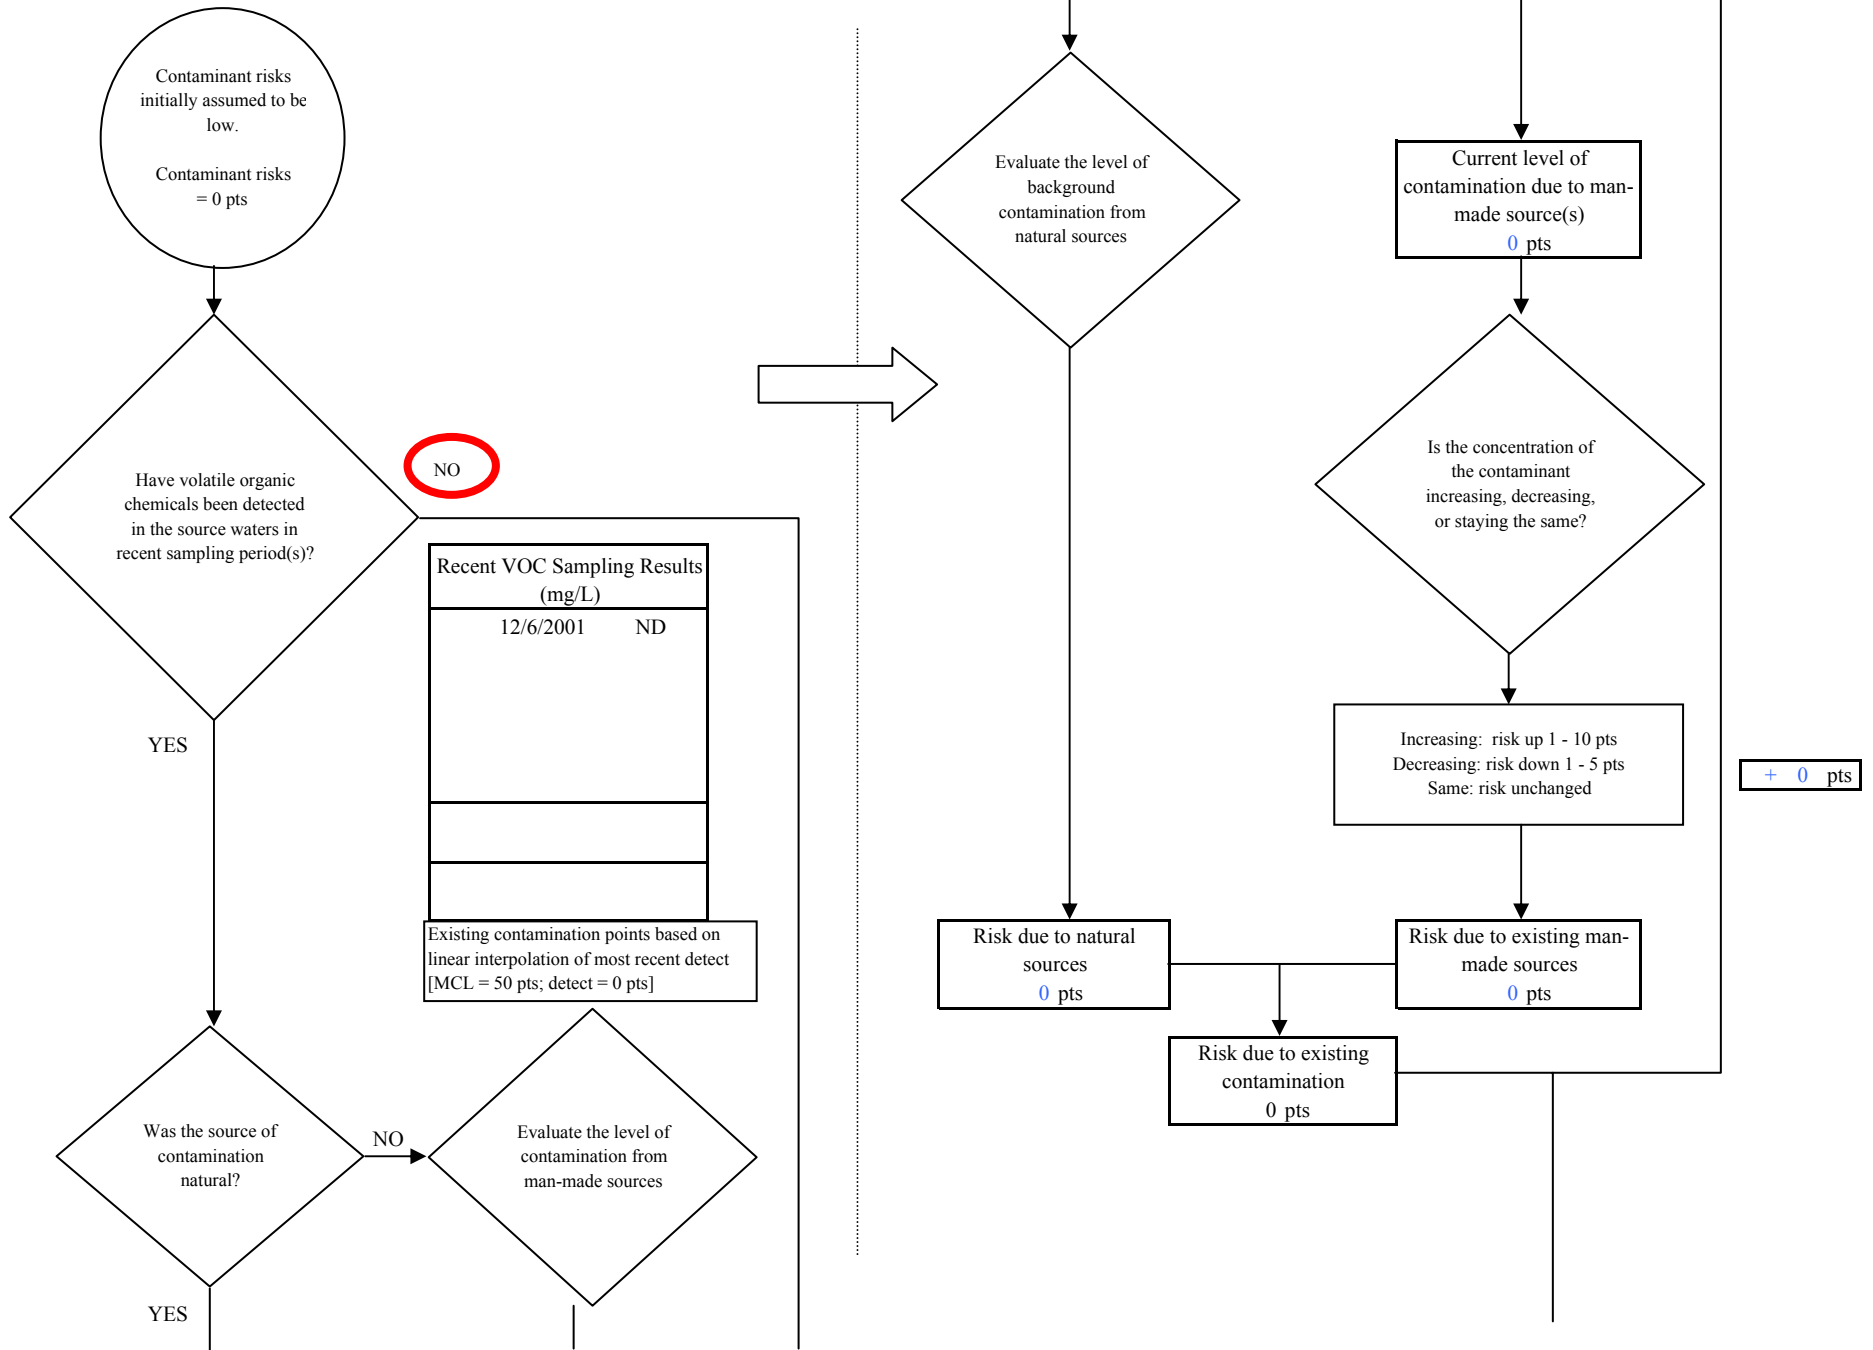 Contaminant risks
initially assumed to be
low.
Contaminant risks
= 0 pts
Have volatile organic
chemicals been detected
in the source waters in
recent sampling period(s)?
NO
YES
Recent VOC Sampling Results
(mg/L)
12/6/2001 ND
Existing contamination points based on
linear interpolation of most recent detect
[MCL = 50 pts; detect = 0 pts]
Was the source of
contamination
natural?
NO
YES
Evaluate the level of
contamination from
man-made sources
Evaluate the level of
background
contamination from
natural sources
Current level of
contamination due to man-
made source(s)
0 pts
Is the concentration of
the contaminant
increasing, decreasing,
or staying the same?
Increasing: risk up 1 - 10 pts
Decreasing: risk down 1 - 5 pts
Same: risk unchanged
+ 0 pts
Risk due to natural
sources
0 pts
Risk due to existing man-
made sources
0 pts
Risk due to existing
contamination
0 pts